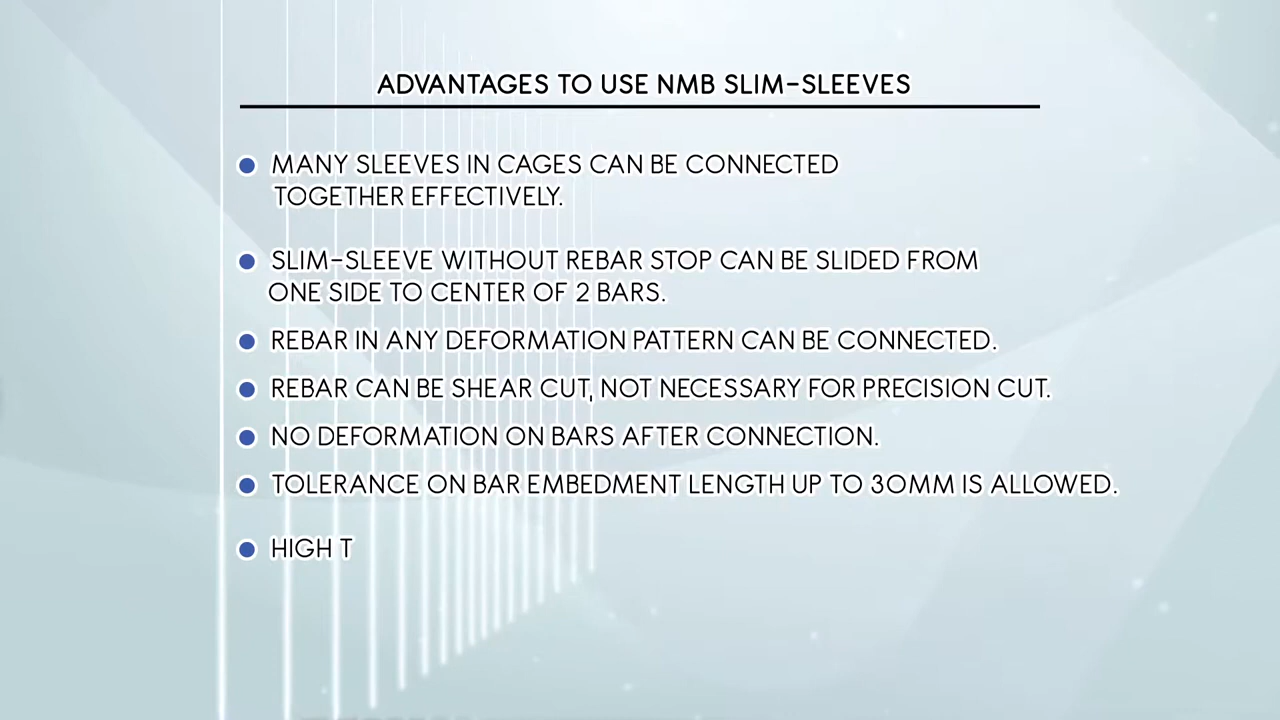 ADVANTAGES TO USE NMB SLIM-SLEEVES
MANY SLEEVES IN CAGES CAN BE CONNECTED
TOGETHER EFFECTIVELY.
SLIM-SLEEVE WITHOUT REBAR STOP CAN BE SLIDED FROM
ONE SIDE TO CENTER OF 2 BARS.
REBAR IN ANY DEFORMATION PATTERN CAN BE CONNECTED.
REBAR CAN BE SHEAR CUT, NOT NECESSARY FOR PRECISION CUT.
NO DEFORMATION ON BARS AFTER CONNECTION.
TOLERANCE ON BAR EMBEDMENT LENGTH UP TO 30MM IS ALLOWED.
HIGH T